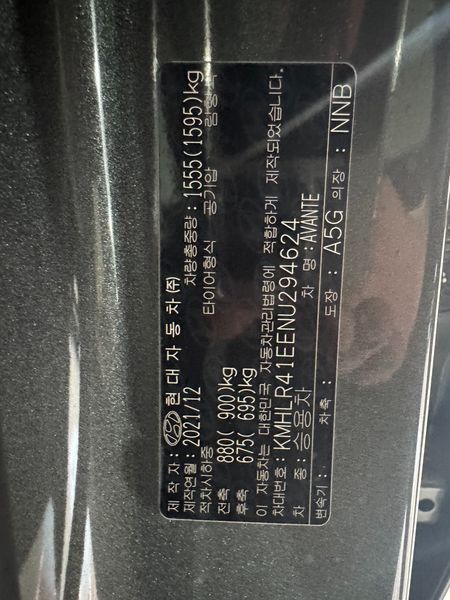 제 작 자 : 현 대 자 동 차 ㈜
제작연월 : 2021/12 차량총중량 : 1555(1595)kg
적차시하중 타이어형식 공기압 림형식
전축 880( 900)kg
후축 675( 695)kg
이 자동차는 대한민국 자동차관리법령에 적합하게 제작되었습니다.
차대번호: KMHLR41EENU294624
차 종: 승용차 차 명:AVANTE
변속기: 차축: 도장: A5G 의장: NNB